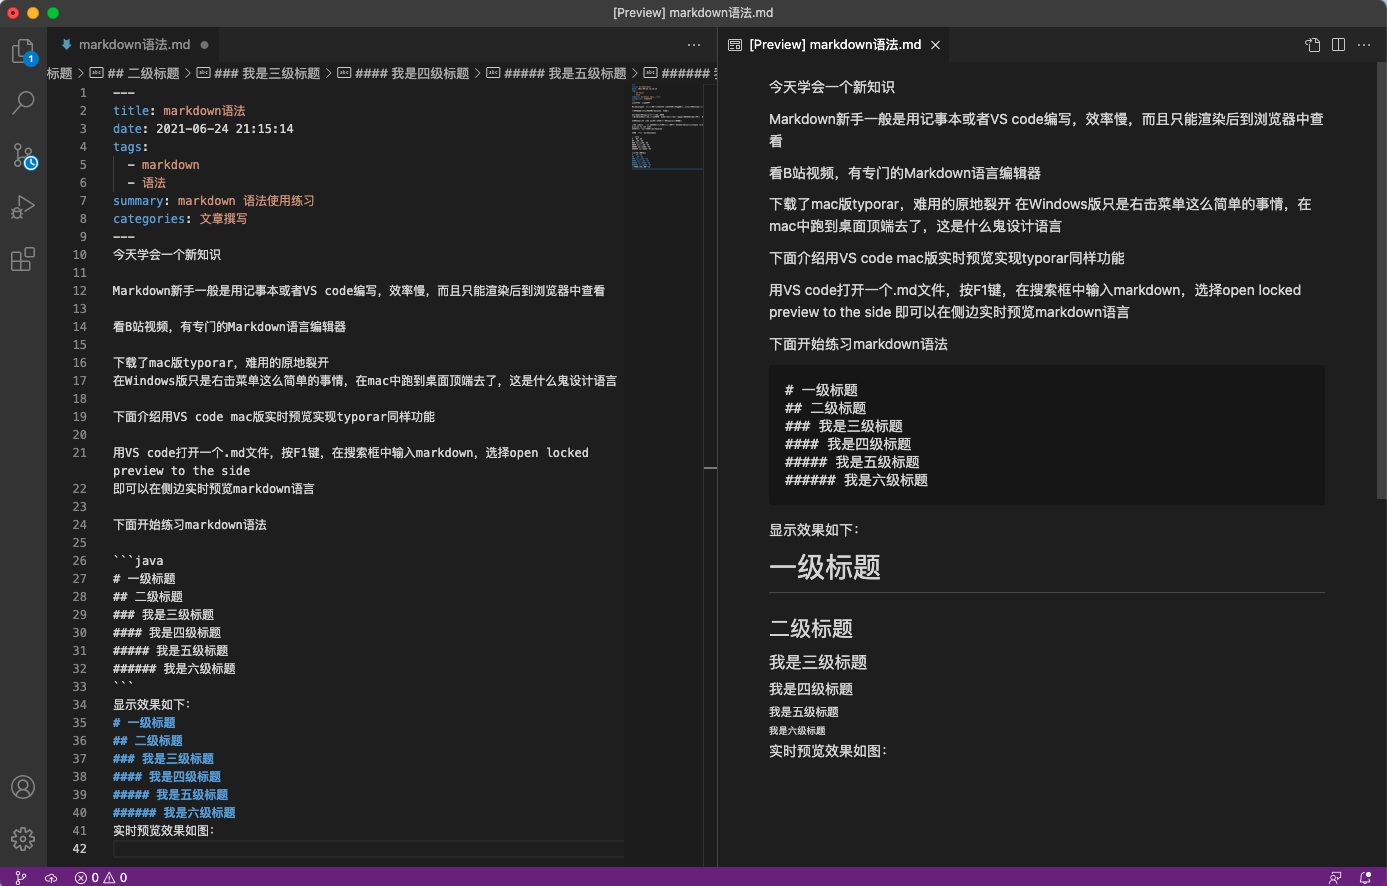 [Preview] markdown语法.md
markdown语法.md
标题 > ## 二级标题 > ### 我是三级标题 > #### 我是四级标题 > ##### 我是五级标题 > ######
1 ---
2 title: markdown语法
3 date: 2021-06-24 21:15:14
4 tags:
5 - markdown
6 - 语法
7 summary: markdown 语法使用练习
8 categories: 文章撰写
9 ---
10 今天学会一个新知识
11
12 Markdown新手一般是用记事本或者VS code编写，效率慢，而且只能渲染后到浏览器中查看
13
14 看B站视频，有专门的Markdown语言编辑器
15
16 下载了mac版typorar，难用的原地裂开
17 在Windows版只是右击菜单这么简单的事情，在mac中跑到桌面顶端去了，这是什么鬼设计语言
18
19 下面介绍用VS code mac版实时预览实现typorar同样功能
20
21 用VS code打开一个.md文件，按F1键，在搜索框中输入markdown，选择open locked
preview to the side
22 即可以在侧边实时预览markdown语言
23
24 下面开始练习markdown语法
25
26 ```java
27 # 一级标题
28 ## 二级标题
29 ### 我是三级标题
30 #### 我是四级标题
31 ##### 我是五级标题
32 ###### 我是六级标题
33 ```
34 显示效果如下：
35 # 一级标题
36 ## 二级标题
37 ### 我是三级标题
38 #### 我是四级标题
39 ##### 我是五级标题
40 ###### 我是六级标题
41 实时预览效果如图：
42
[Preview] markdown语法.md
今天学会一个新知识
Markdown新手一般是用记事本或者VS code编写，效率慢，而且只能渲染后到浏览器中查
看
看B站视频，有专门的Markdown语言编辑器
下载了mac版typorar，难用的原地裂开 在Windows版只是右击菜单这么简单的事情，在
mac中跑到桌面顶端去了，这是什么鬼设计语言
下面介绍用VS code mac版实时预览实现typorar同样功能
用VS code打开一个.md文件，按F1键，在搜索框中输入markdown，选择open locked
preview to the side 即可以在侧边实时预览markdown语言
下面开始练习markdown语法
# 一级标题
## 二级标题
### 我是三级标题
#### 我是四级标题
##### 我是五级标题
###### 我是六级标题
显示效果如下：
一级标题
二级标题
我是三级标题
我是四级标题
我是五级标题
我是六级标题
实时预览效果如图：
1
0 0